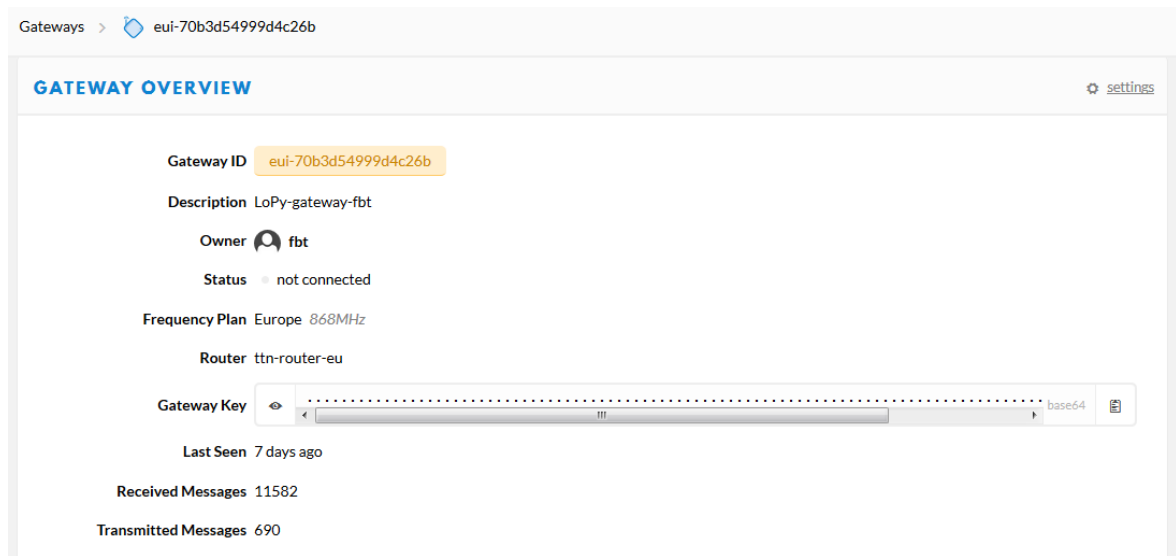 Gateways > eui-70b3d54999d4c26b
GATEWAY OVERVIEW settings
Gateway ID eui-70b3d54999d4c26b
Description LoPy-gateway-fbt
Owner fbt
Status not connected
Frequency Plan Europe 868MHz
Router ttn-router-eu
Gateway Key base64
Last Seen 7 days ago
Received Messages 11582
Transmitted Messages 690